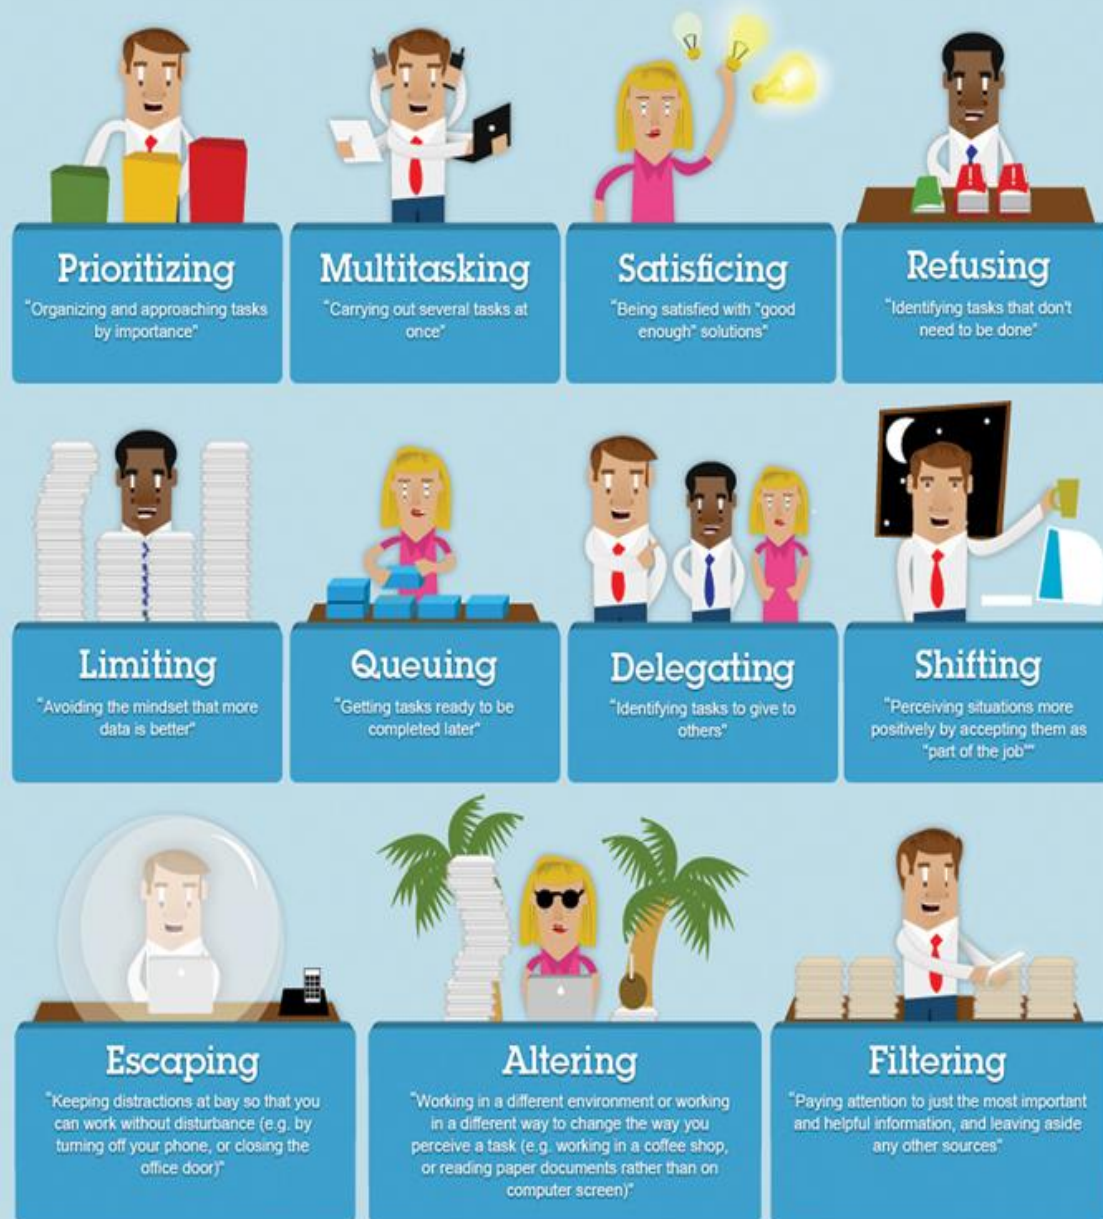 Prioritizing
"Organizing and approaching tasks
by importance"
Multitasking
"Carrying out several tasks at
once"
Satisficing
"Being satisfied with "good
enough" solutions"
Refusing
"Identifying tasks that don't
need to be done"
Limiting
"Avoiding the mindset that more
data is better"
Queuing
"Getting tasks ready to be
completed later"
Delegating
"Identifying tasks to give to
others"
Shifting
"Perceiving situations more
positively by accepting them as
"part of the job""
Escaping
"Keeping distractions at bay so that you
can work without disturbance (e.g. by
turning off your phone, or closing the
office door)"
Altering
"Working in a different environment or working
in a different way to change the way you
perceive a task (e.g. working in a coffee shop,
or reading paper documents rather than on
computer screen)"
Filtering
"Paying attention to just the most important
and helpful information, and leaving aside
any other sources"